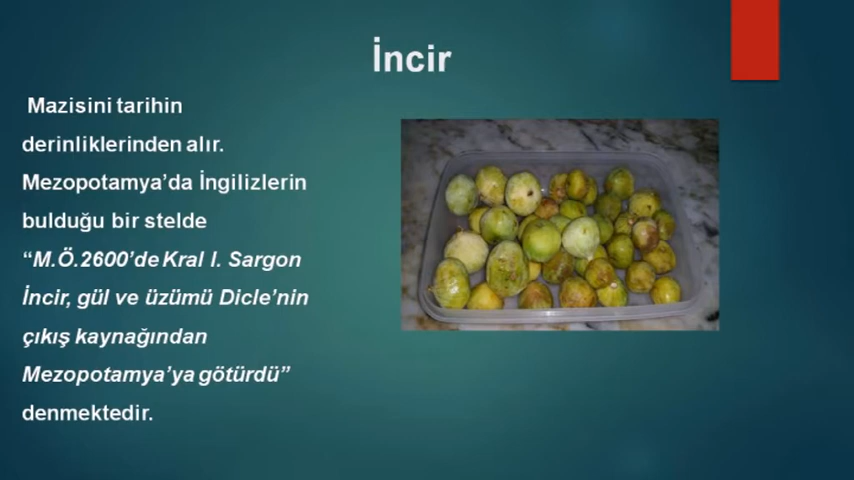 İncir
Mazisini tarihin
derinliklerinden alır.
Mezopotamya’da İngilizlerin
bulduğu bir stelde
“M.Ö.2600’de Kral I. Sargon
İncir, gül ve üzümü Dicle’nin
çıkış kaynağından
Mezopotamya’ya götürdü”
denmektedir.